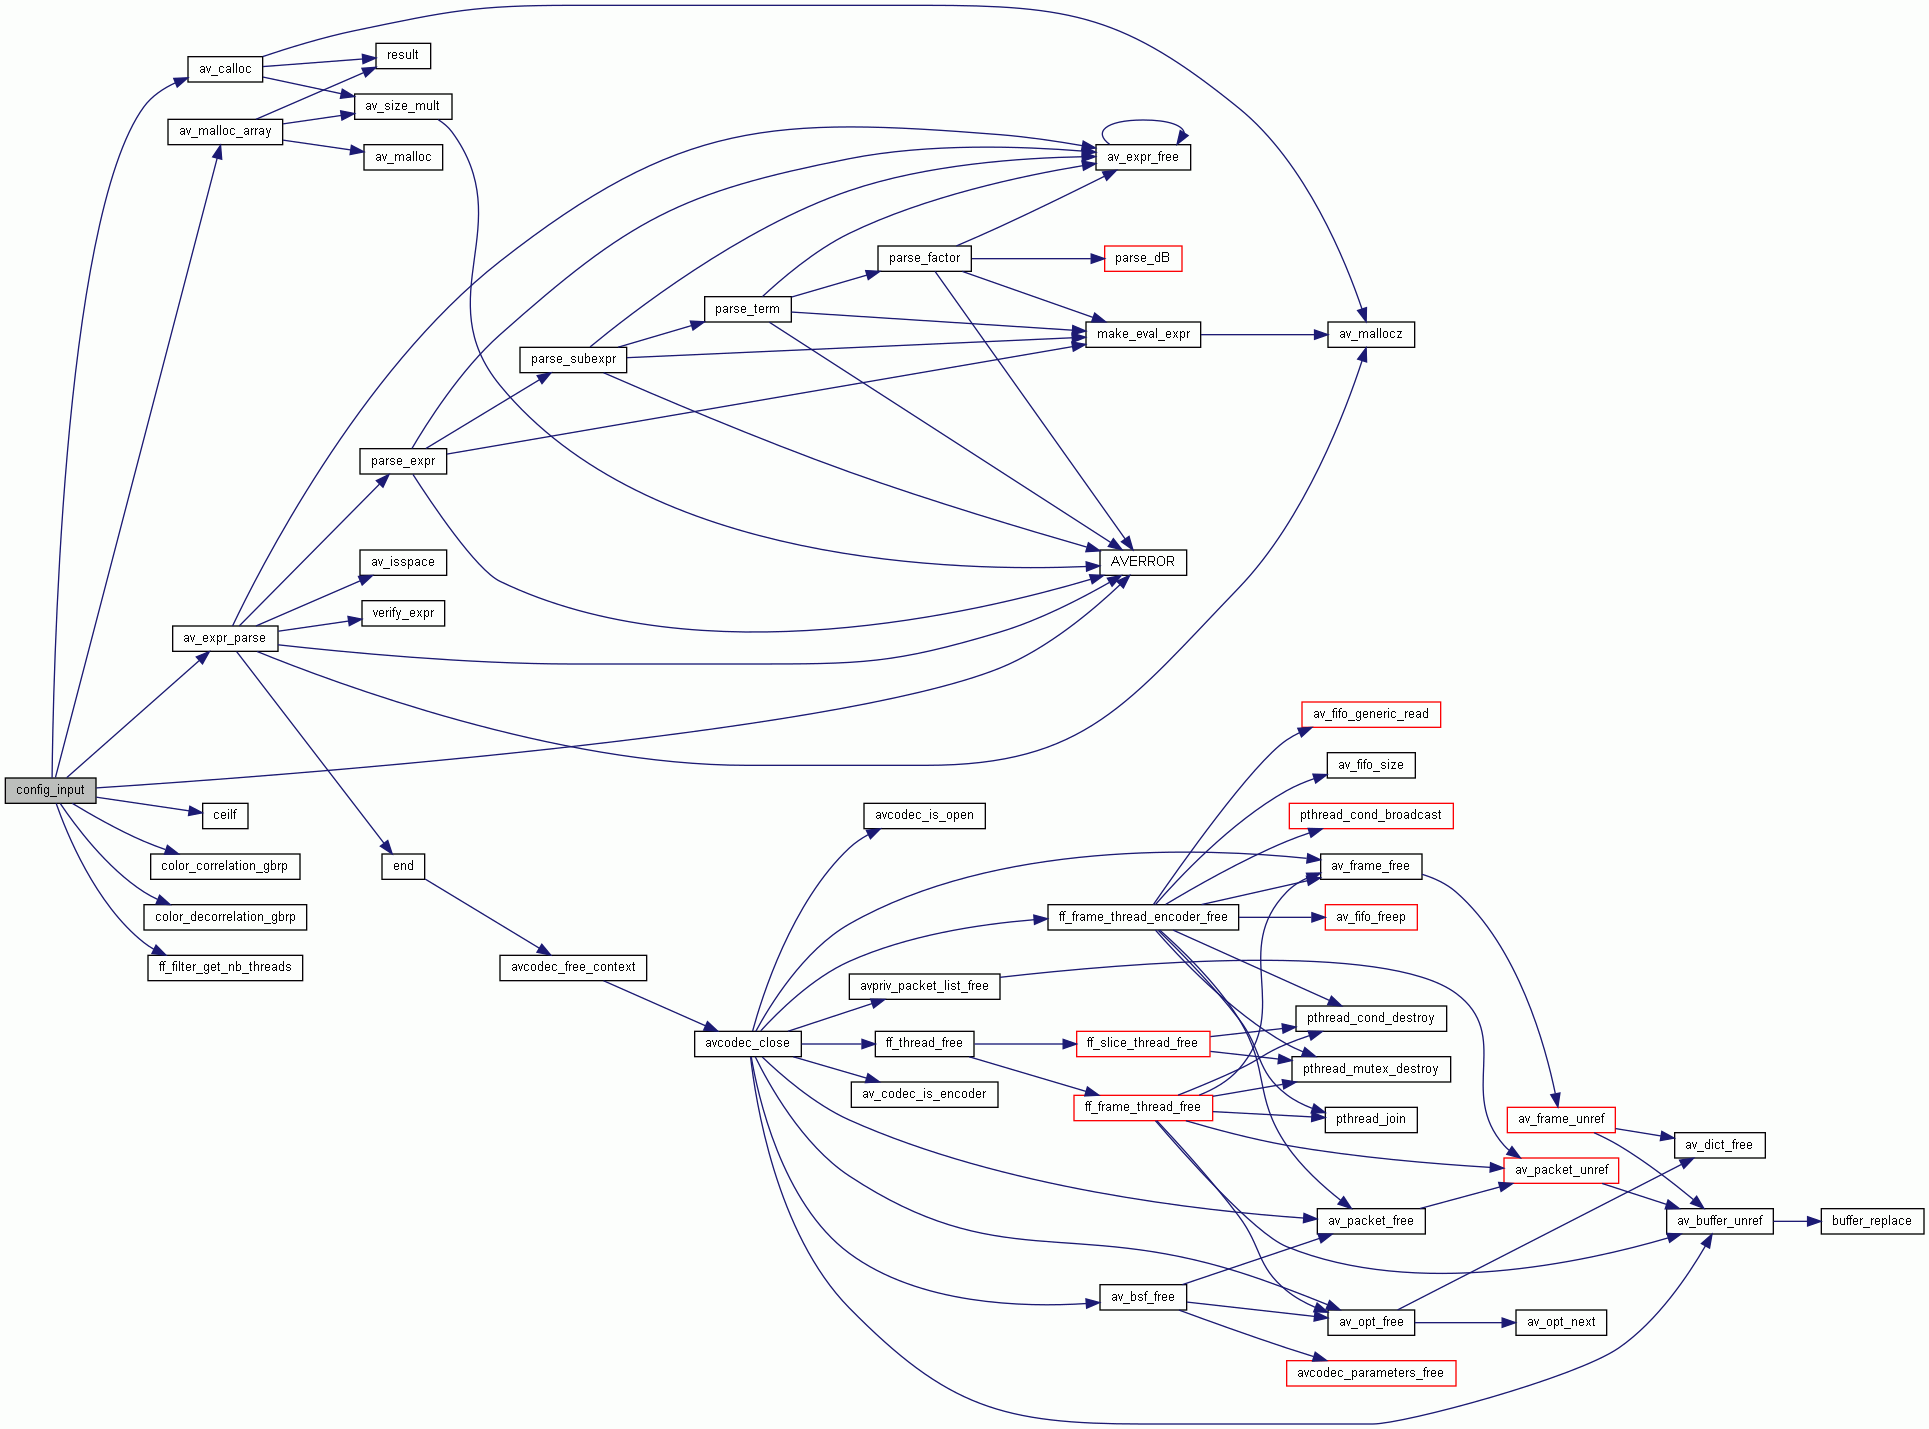 av_calloc
result
av_size_mult
av_malloc_array
av_malloc
av_expr_free
parse_factor
parse_dB
parse_term
make_eval_expr
av_mallocz
parse_subexpr
parse_expr
av_isspace
AVERROR
verify_expr
av_expr_parse
av_fifo_generic_read
av_fifo_size
config_input
ceilf
avcodec_is_open
pthread_cond_broadcast
color_correlation_gbrp
end
av_frame_free
color_decorrelation_gbrp
ff_frame_thread_encoder_free
av_fifo_freep
ff_filter_get_nb_threads
avcodec_free_context
avpriv_packet_list_free
pthread_cond_destroy
avcodec_close
ff_thread_free
ff_slice_thread_free
pthread_mutex_destroy
av_codec_is_encoder
ff_frame_thread_free
pthread_join
av_frame_unref
av_dict_free
av_packet_unref
av_packet_free
av_buffer_unref
buffer_replace
av_bsf_free
av_opt_free
av_opt_next
avcodec_parameters_free